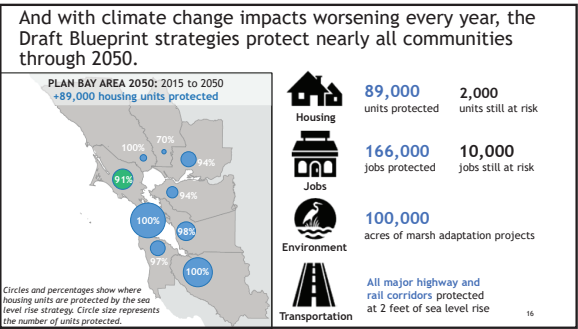 And with climate change impacts worsening every year, the
Draft Blueprint strategies protect nearly all communities
through 2050.
PLAN BAY AREA 2050: 2015 to 2050
+89,000 housing units protected
100%
70%
94%
91%
94%
100%
98%
97%
100%
Circles and percentages show where
housing units are protected by the sea
level rise strategy. Circle size represents
the number of units protected.
Housing
89,000
units protected
2,000
units still at risk
Jobs
166,000
jobs protected
10,000
jobs still at risk
Environment
100,000
acres of marsh adaptation projects
Transportation
All major highway and
rail corridors protected
at 2 feet of sea level rise
16